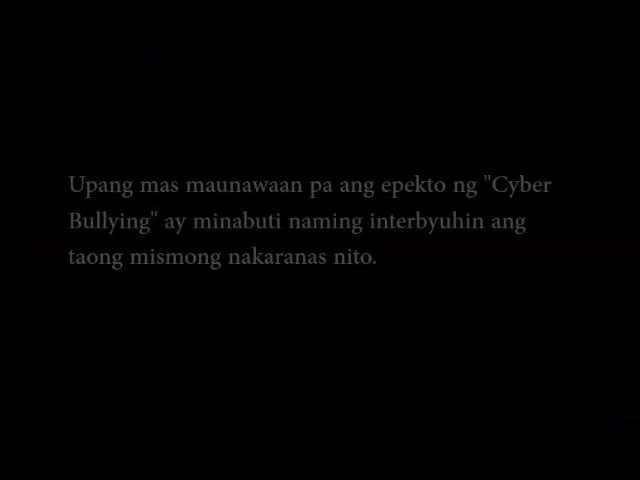 Upang mas maunawaan pa ang epekto ng "Cyber
Bullying" ay minabuti naming interbyuhin ang
taong mismong nakaranas nito.